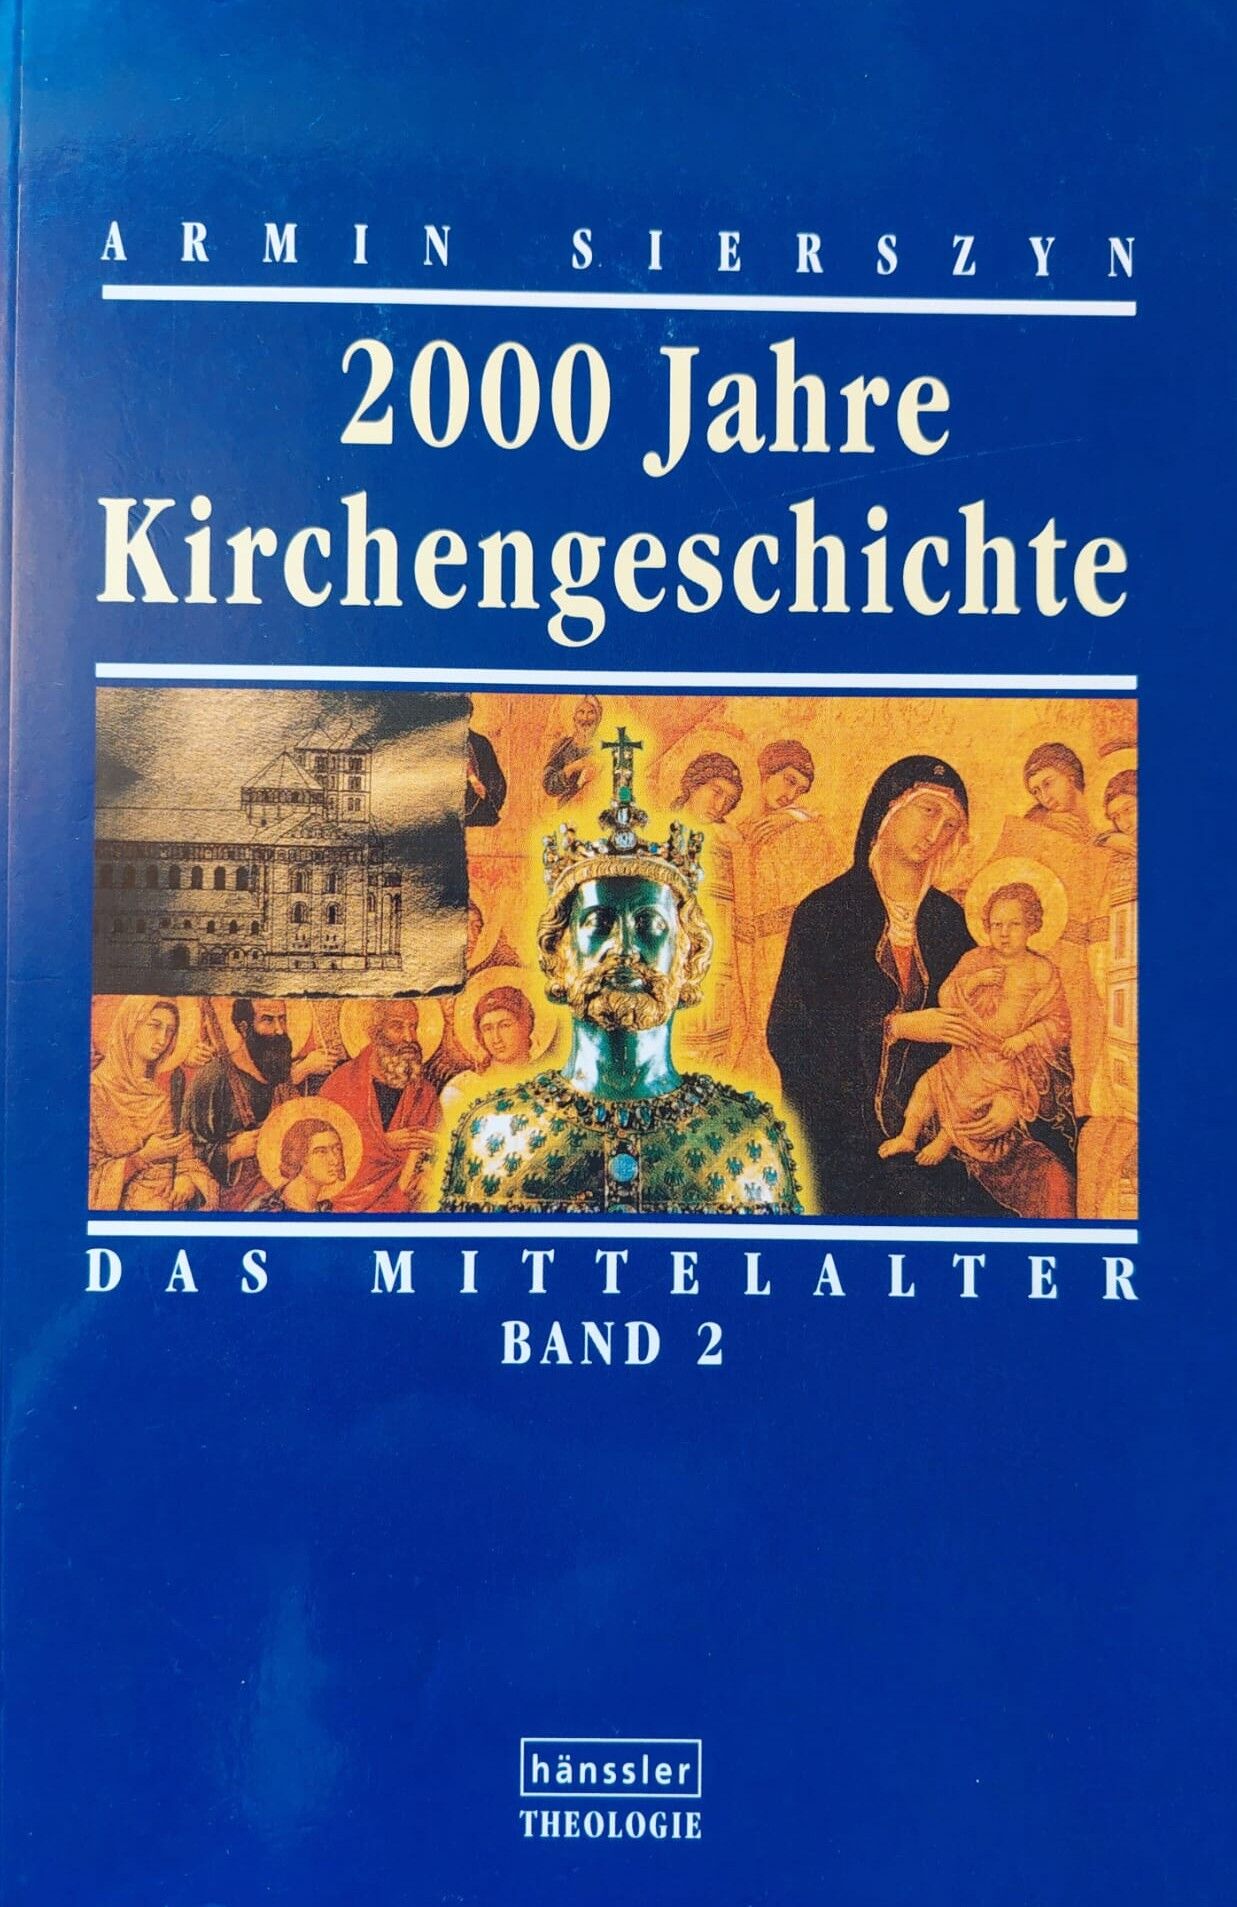 ARMIN SIERSZYN
2000 Jahre
Kirchengeschichte
DAS MITTELALTER
BAND 2
hänssler
THEOLOGIE